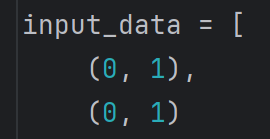 input_data = [
    (0, 1),
    (0, 1)